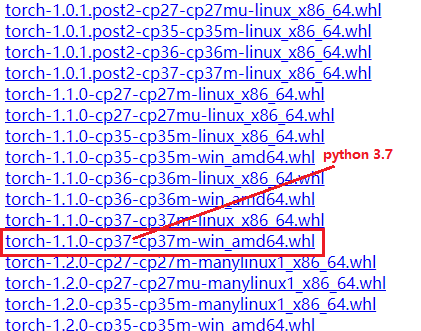 torch-1.0.1.post2-cp27-cp27mu-linux_x86_64.whl
torch-1.0.1.post2-cp35-cp35m-linux_x86_64.whl
torch-1.0.1.post2-cp36-cp36m-linux_x86_64.whl
torch-1.0.1.post2-cp37-cp37m-linux_x86_64.whl
torch-1.1.0-cp27-cp27m-linux_x86_64.whl
torch-1.1.0-cp27-cp27mu-linux_x86_64.whl
torch-1.1.0-cp35-cp35m-linux_x86_64.whl
torch-1.1.0-cp35-cp35m-win_amd64.whl python 3.7
torch-1.1.0-cp36-cp36m-linux_x86_64.whl
torch-1.1.0-cp36-cp36m-win_amd64.whl
torch-1.1.0-cp37-cp37m-linux_x86_64.whl
torch-1.1.0-cp37-cp37m-win_amd64.whl
torch-1.2.0-cp27-cp27m-manylinux1_x86_64.whl
torch-1.2.0-cp27-cp27mu-manylinux1_x86_64.whl
torch-1.2.0-cp35-cp35m-manylinux1_x86_64.whl
torch-1.2.0-cp35-cp35m-win_amd64.whl